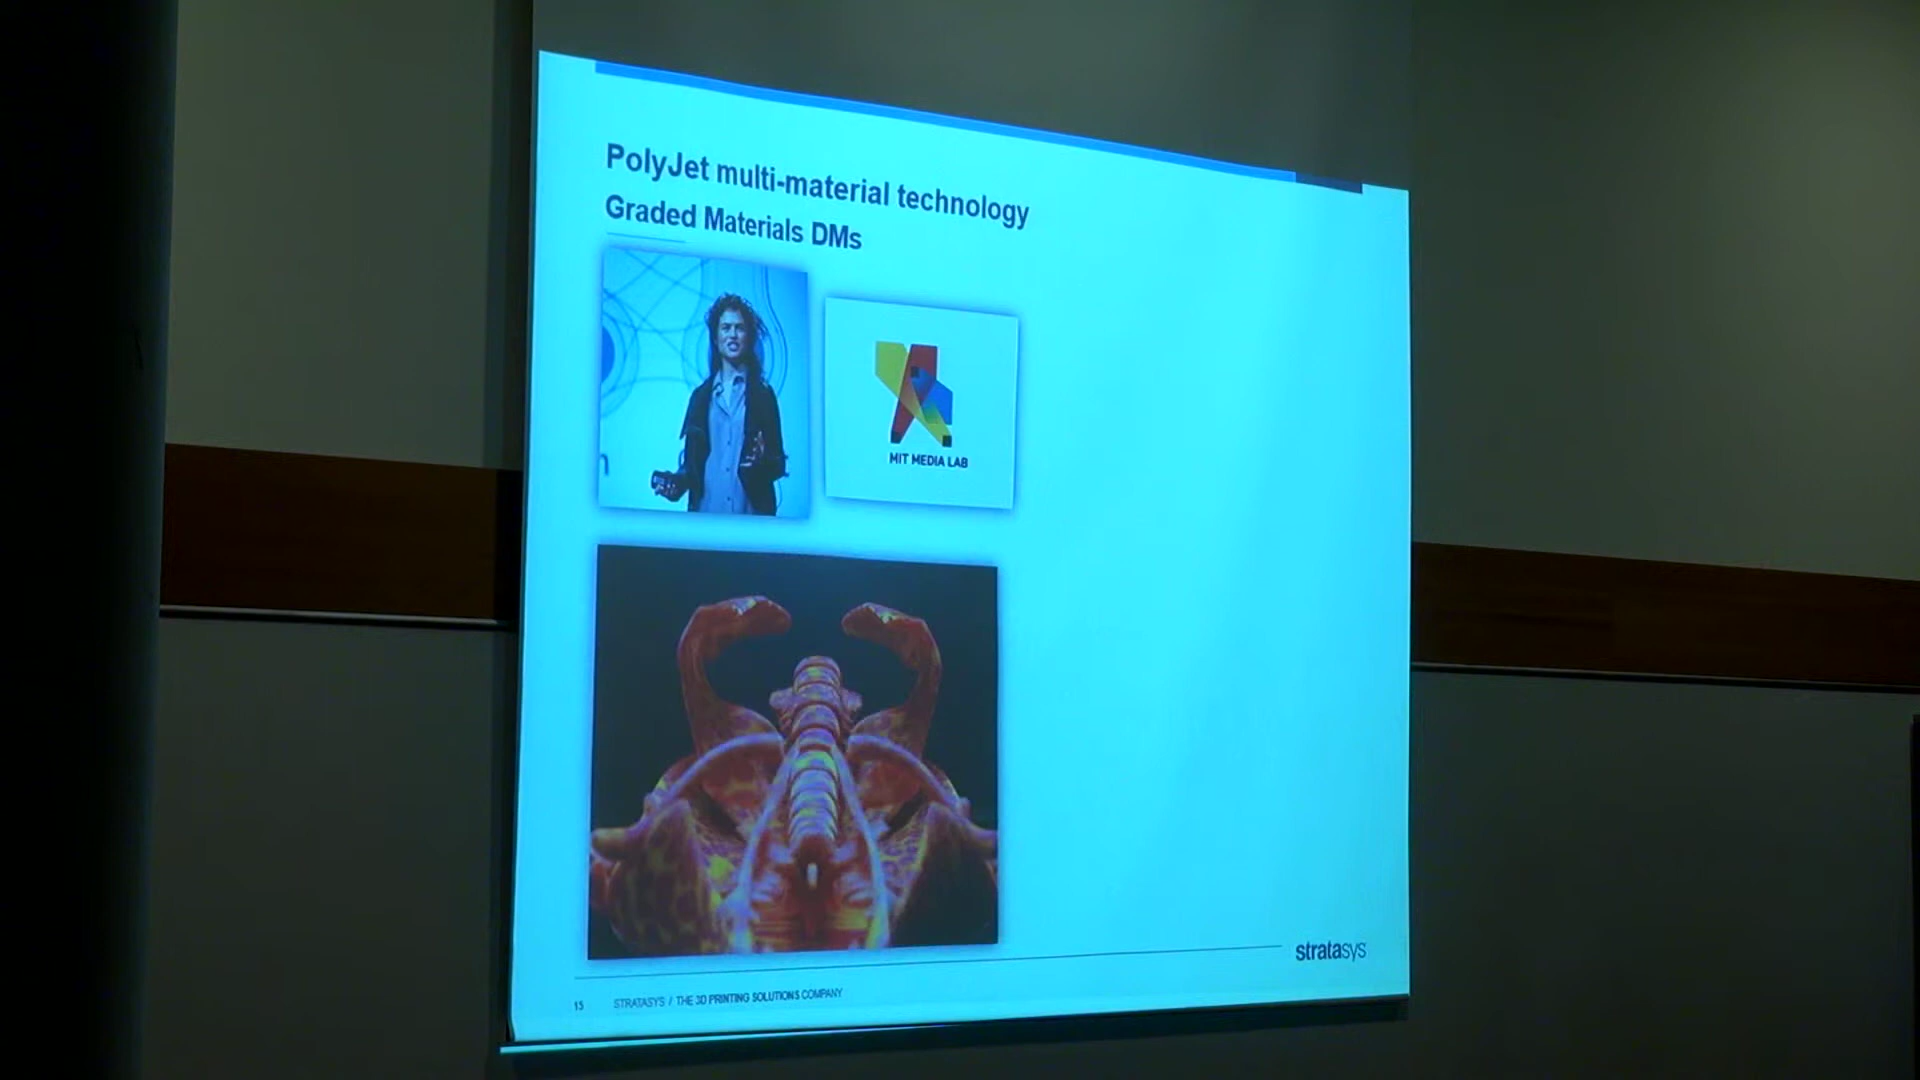 PolyJet multi-material technology
Graded Materials DMs
MIT MEDIA LAB
stratasys
15 STRATASYS / THE 3D PRINTING SOLUTIONS COMPANY